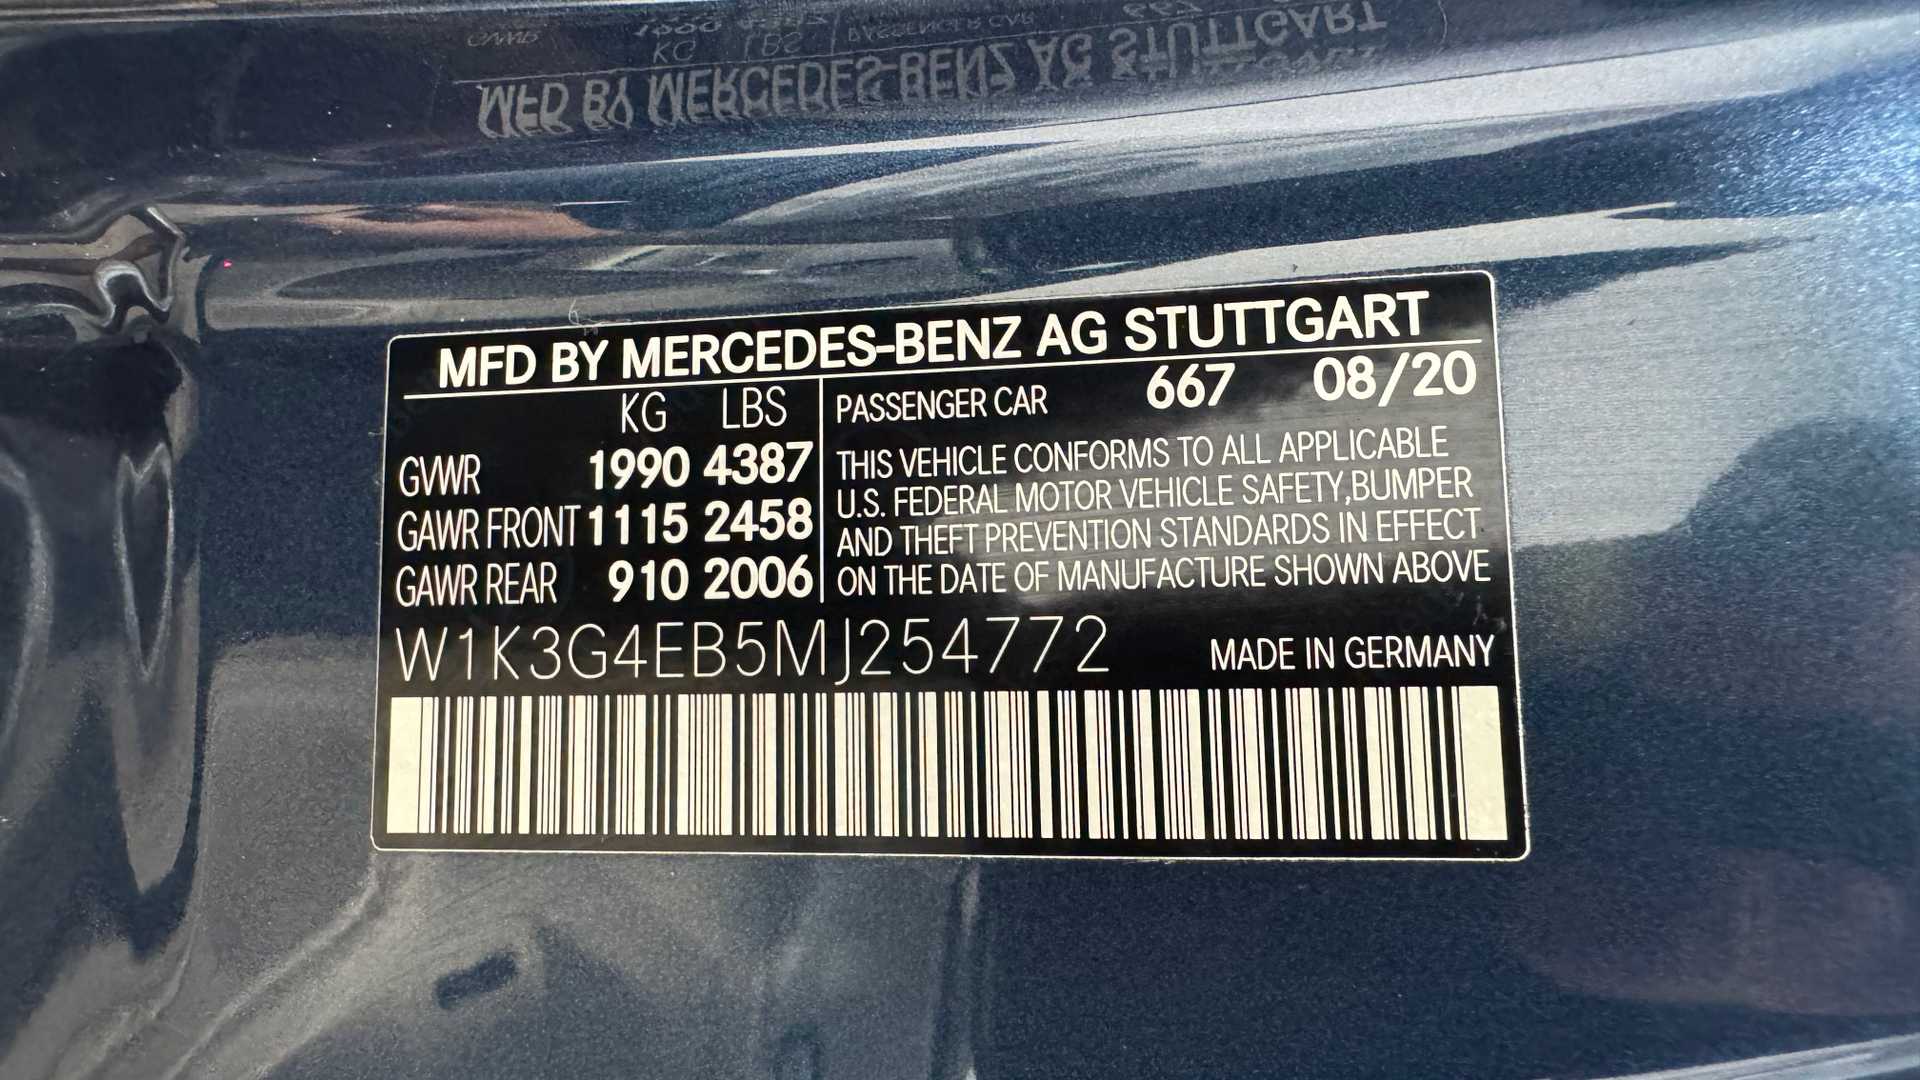 MFD BY MERCEDES-BENZ AG STUTTGART
KG LBS
GVWR 1990 4387
GAWR FRONT 1115 2458
GAWR REAR 910 2006
PASSENGER CAR 667 08/20
THIS VEHICLE CONFORMS TO ALL APPLICABLE
U.S. FEDERAL MOTOR VEHICLE SAFETY,BUMPER
AND THEFT PREVENTION STANDARDS IN EFFECT
ON THE DATE OF MANUFACTURE SHOWN ABOVE
W1K3G4EB5MJ254772
MADE IN GERMANY